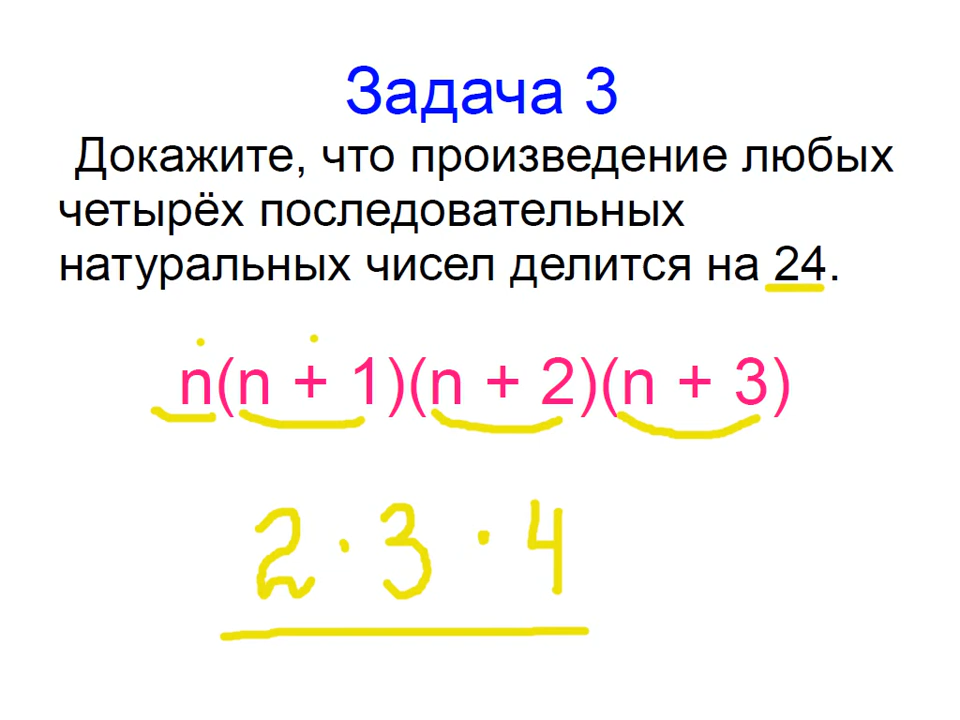 Задача 3
Докажите, что произведение любых
четырёх последовательных
натуральных чисел делится на 24.
n(n + 1)(n + 2)(n + 3)
2 · 3 · 4